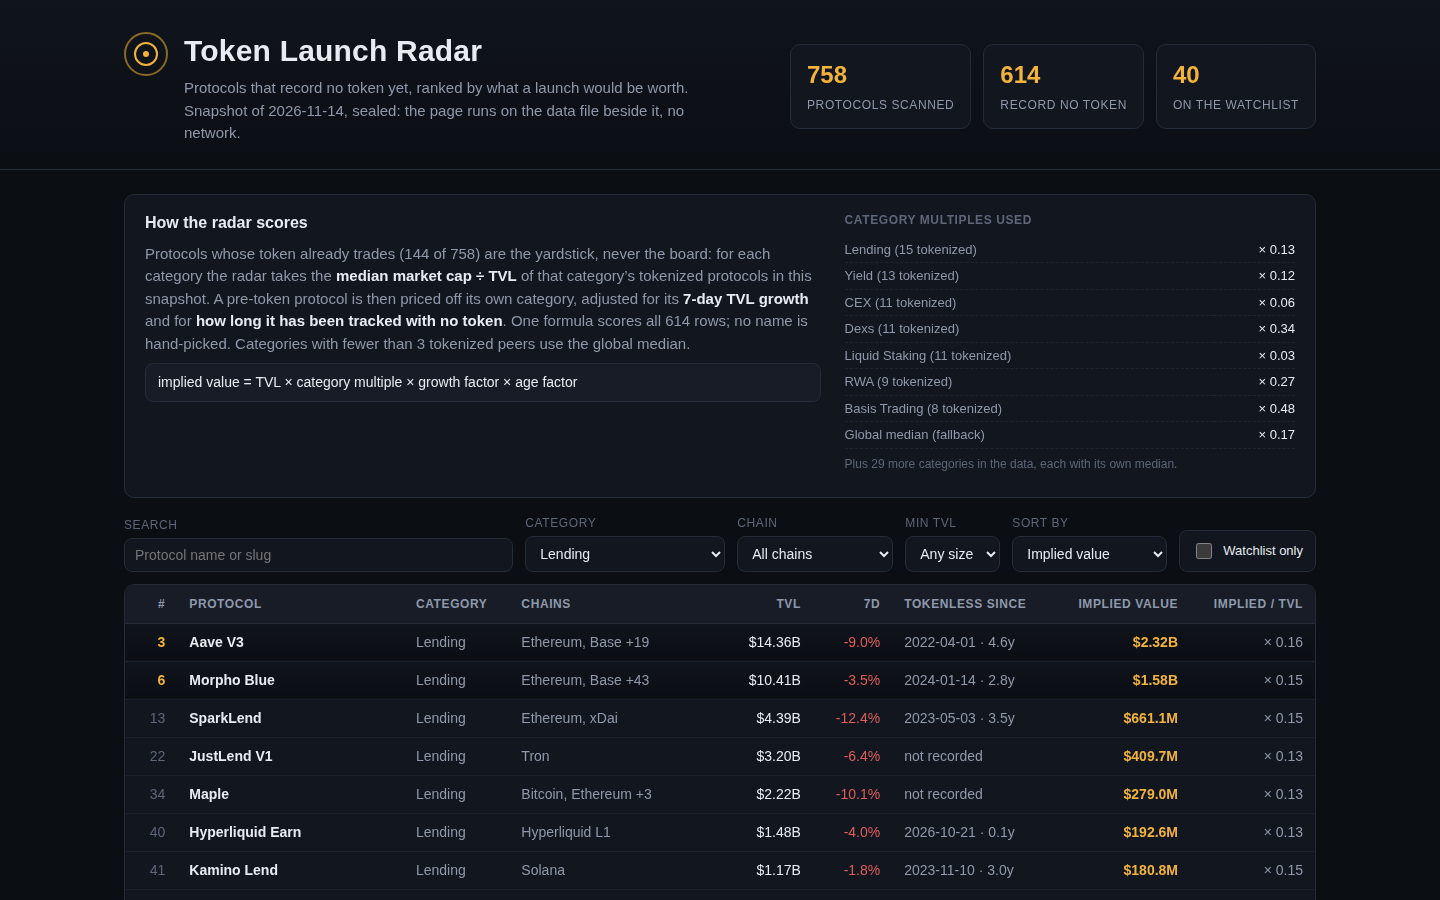 Token Launch Radar
Protocols that record no token yet, ranked by what a launch would be worth.
Snapshot of 2026-11-14, sealed: the page runs on the data file beside it, no
network.
758
PROTOCOLS SCANNED
614
RECORD NO TOKEN
40
ON THE WATCHLIST
How the radar scores
Protocols whose token already trades (144 of 758) are the yardstick, never the board: for each
category the radar takes the median market cap ÷ TVL of that category’s tokenized protocols in this
snapshot. A pre-token protocol is then priced off its own category, adjusted for its 7-day TVL growth
and for how long it has been tracked with no token. One formula scores all 614 rows; no name is
hand-picked. Categories with fewer than 3 tokenized peers use the global median.
implied value = TVL × category multiple × growth factor × age factor
CATEGORY MULTIPLES USED
Lending (15 tokenized) × 0.13
Yield (13 tokenized) × 0.12
CEX (11 tokenized) × 0.06
Dexs (11 tokenized) × 0.34
Liquid Staking (11 tokenized) × 0.03
RWA (9 tokenized) × 0.27
Basis Trading (8 tokenized) × 0.48
Global median (fallback) × 0.17
Plus 29 more categories in the data, each with its own median.
SEARCH
Protocol name or slug
CATEGORY
Lending
CHAIN
All chains
MIN TVL
Any size
SORT BY
Implied value
Watchlist only
# PROTOCOL CATEGORY CHAINS TVL 7D TOKENLESS SINCE IMPLIED VALUE IMPLIED / TVL
3 Aave V3 Lending Ethereum, Base +19 $14.36B -9.0% 2022-04-01 · 4.6y $2.32B × 0.16
6 Morpho Blue Lending Ethereum, Base +43 $10.41B -3.5% 2024-01-14 · 2.8y $1.58B × 0.15
13 SparkLend Lending Ethereum, xDai $4.39B -12.4% 2023-05-03 · 3.5y $661.1M × 0.15
22 JustLend V1 Lending Tron $3.20B -6.4% not recorded $409.7M × 0.13
34 Maple Lending Bitcoin, Ethereum +3 $2.22B -10.1% not recorded $279.0M × 0.13
40 Hyperliquid Earn Lending Hyperliquid L1 $1.48B -4.0% 2026-10-21 · 0.1y $192.6M × 0.13
41 Kamino Lend Lending Solana $1.17B -1.8% 2023-11-10 · 3.0y $180.8M × 0.15